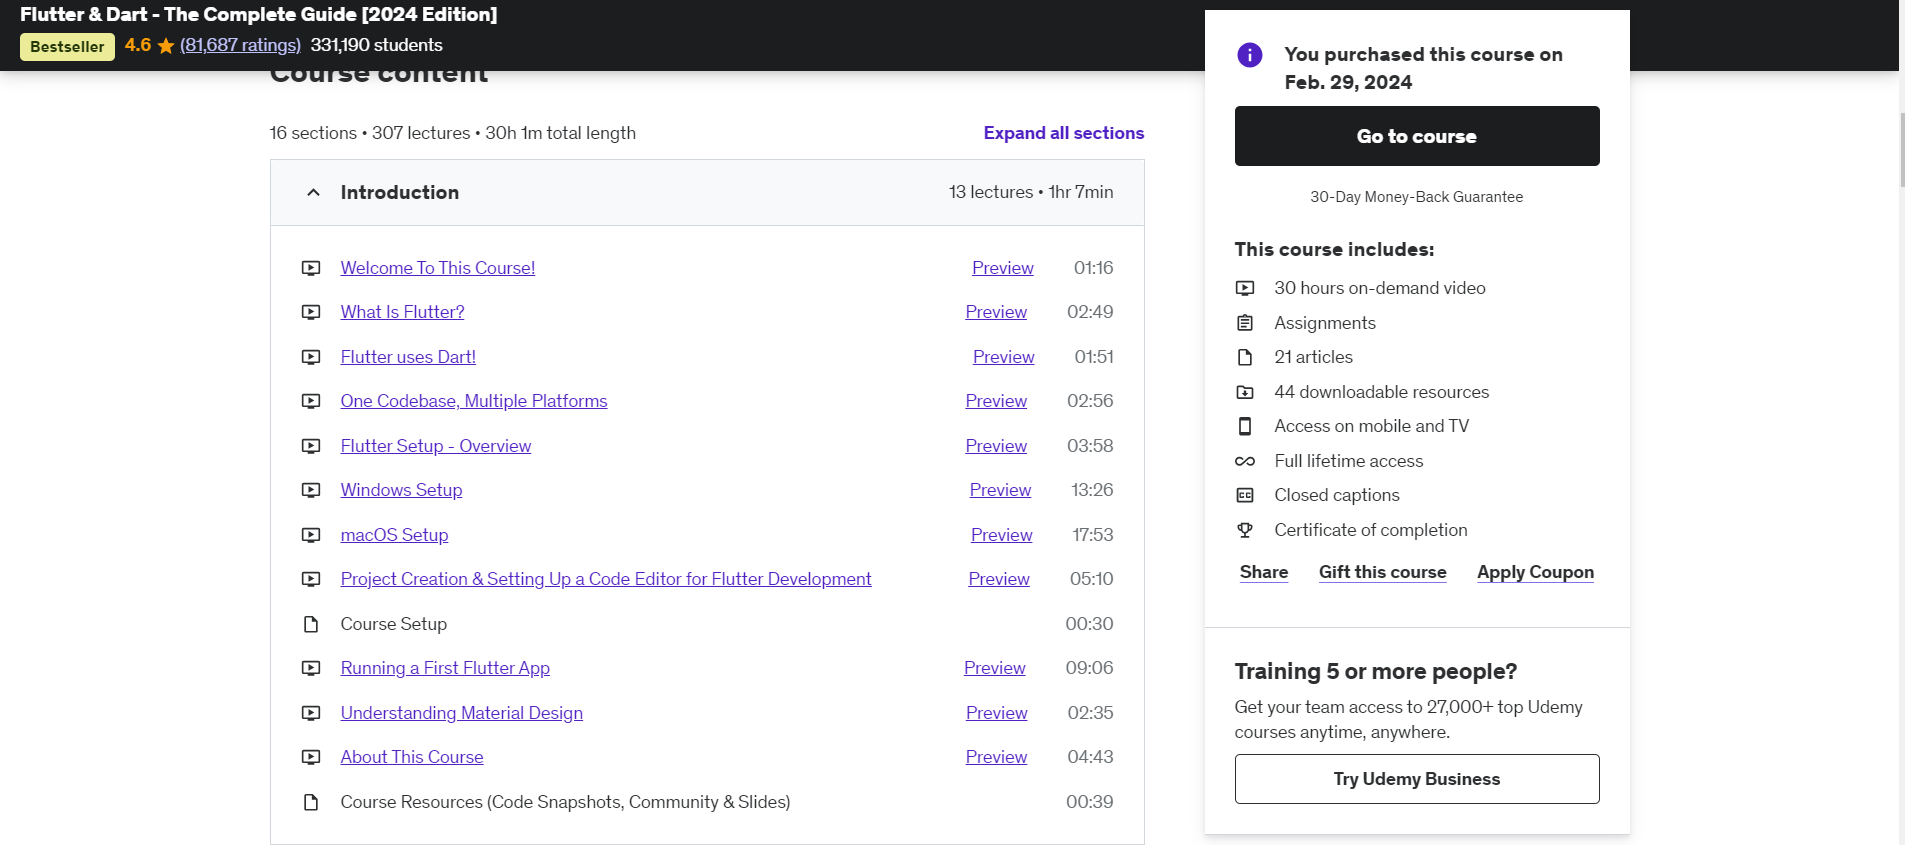 Flutter & Dart - The Complete Guide [2024 Edition]
Bestseller 4.6 (81,687 ratings) 331,190 students
Course content
16 sections • 307 lectures • 30h 1m total length
Expand all sections
Introduction
13 lectures • 1hr 7min
Welcome To This Course! Preview 01:16
What Is Flutter? Preview 02:49
Flutter uses Dart! Preview 01:51
One Codebase, Multiple Platforms Preview 02:56
Flutter Setup - Overview Preview 03:58
Windows Setup Preview 13:26
macOS Setup Preview 17:53
Project Creation & Setting Up a Code Editor for Flutter Development Preview 05:10
Course Setup 00:30
Running a First Flutter App Preview 09:06
Understanding Material Design Preview 02:35
About This Course Preview 04:43
Course Resources (Code Snapshots, Community & Slides) 00:39
You purchased this course on
Feb. 29, 2024
Go to course
30-Day Money-Back Guarantee
This course includes:
30 hours on-demand video
Assignments
21 articles
44 downloadable resources
Access on mobile and TV
Full lifetime access
Closed captions
Certificate of completion
Share Gift this course Apply Coupon
Training 5 or more people?
Get your team access to 27,000+ top Udemy
courses anytime, anywhere.
Try Udemy Business